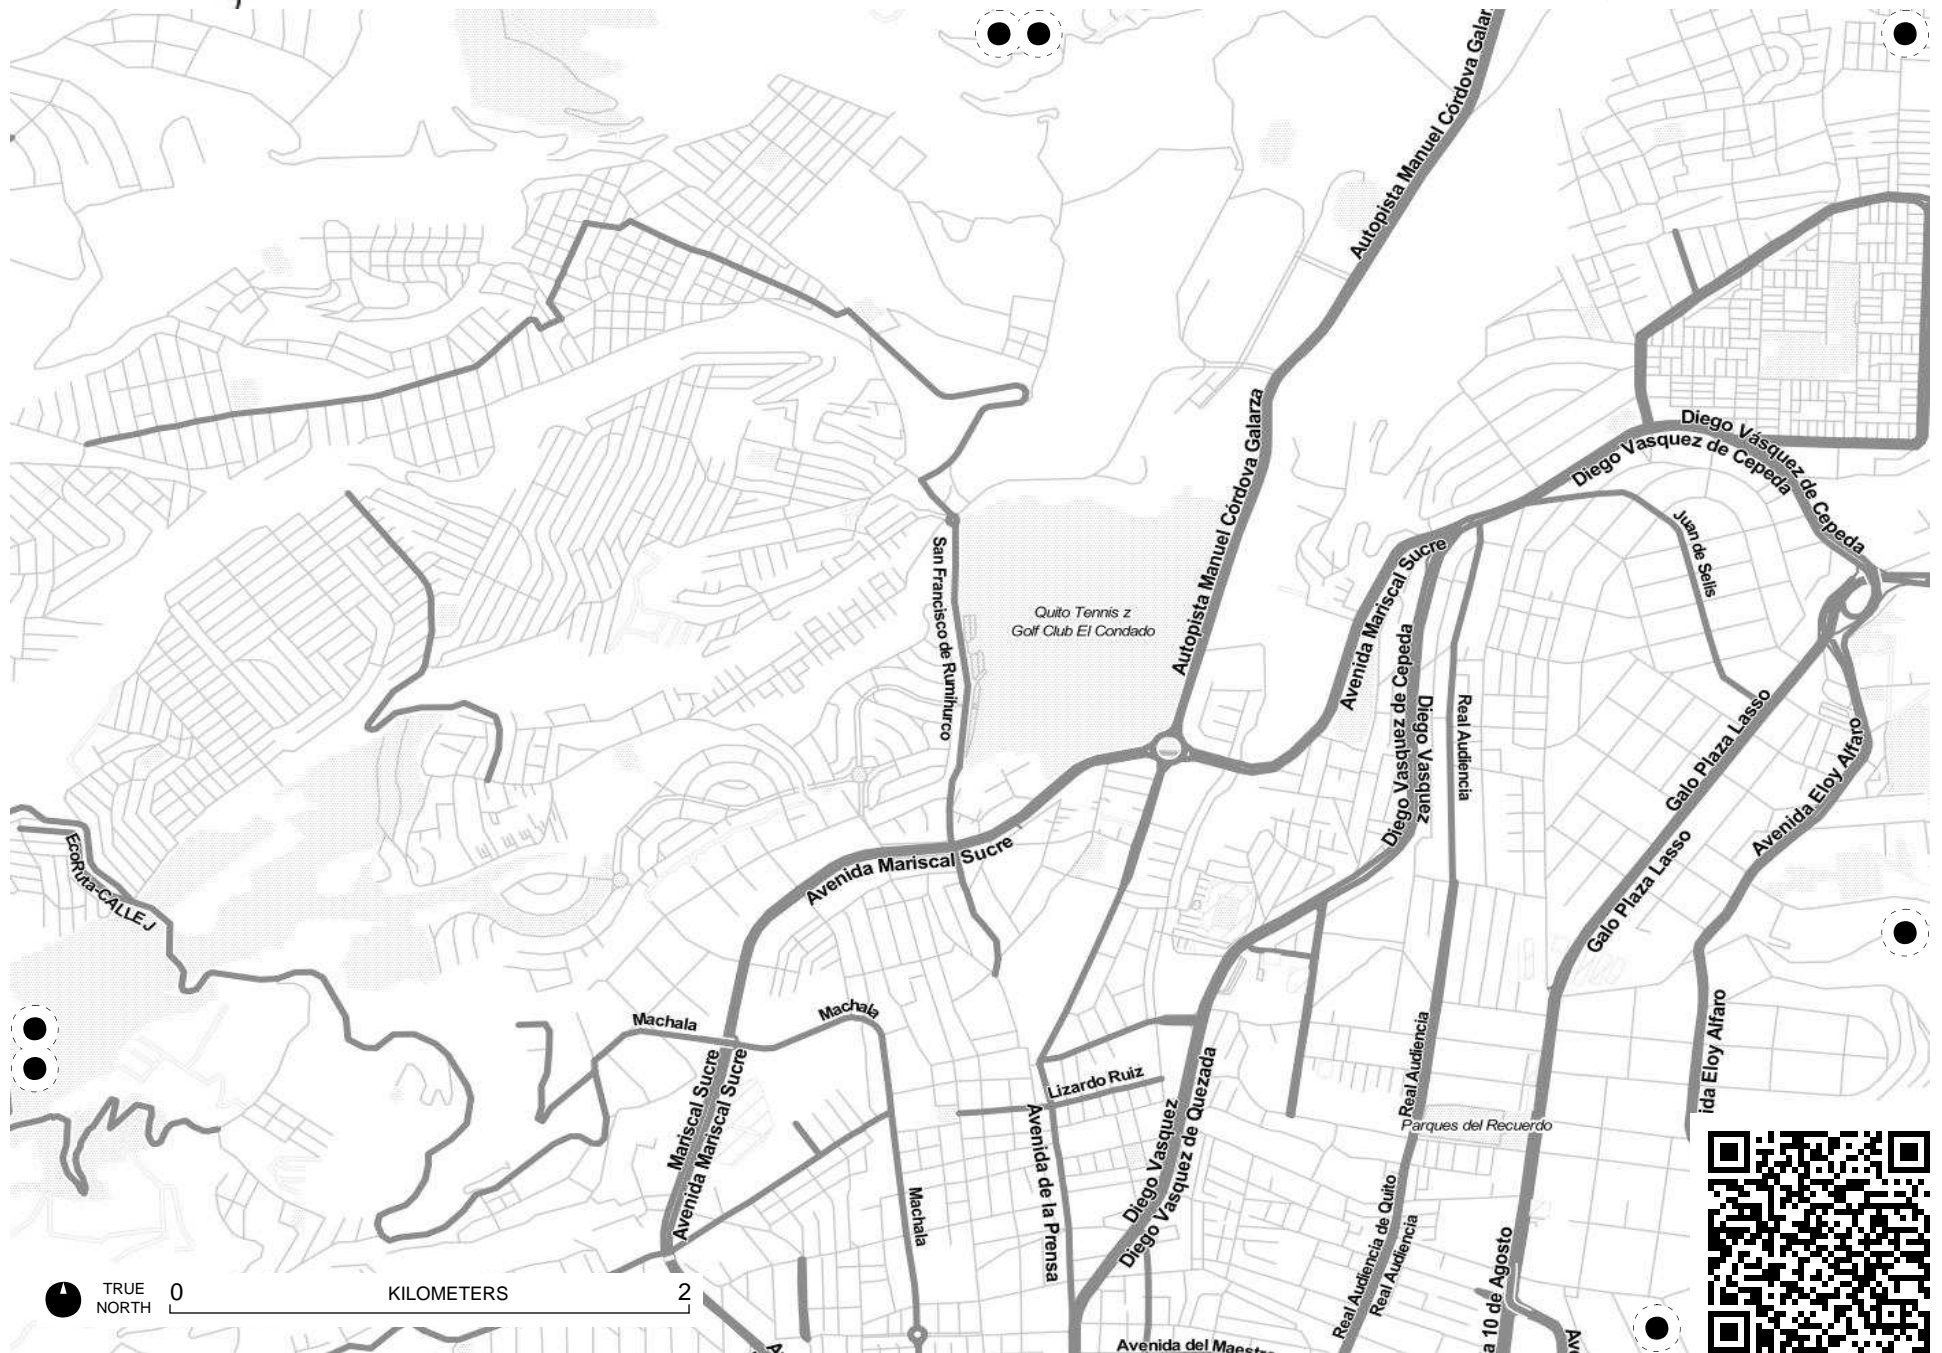 Autopista Manuel Córdova Galarza
Autopista Manuel Córdova Galarza
Autopista Manuel Córdova Galarza
Diego Vásquez de Cepeda
Diego Vasquez de Cepeda
Juan de Selis
San Francisco de Rumihurco
Quito Tennis z
Golf Club El Condado
Avenida Mariscal Sucre
Diego Vasquez de Cepeda
Diego Vasquez
Real Audiencia
Galo Plaza Lasso
Galo Plaza Lasso
Avenida Eloy Alfaro
EcoRuta-CALLE J
Avenida Mariscal Sucre
Machala
Machala
Mariscal Sucre
Avenida Mariscal Sucre
Lizardo Ruiz
Avenida de la Prensa
Diego Vasquez
Diego Vasquez de Quezada
Real Audiencia
Parques del Recuerdo
ida Eloy Alfaro
Machala
Real Audiencia de Quito
Real Audiencia
a 10 de Agosto
Avenida del Maestro
TRUE
NORTH
0 KILOMETERS 2